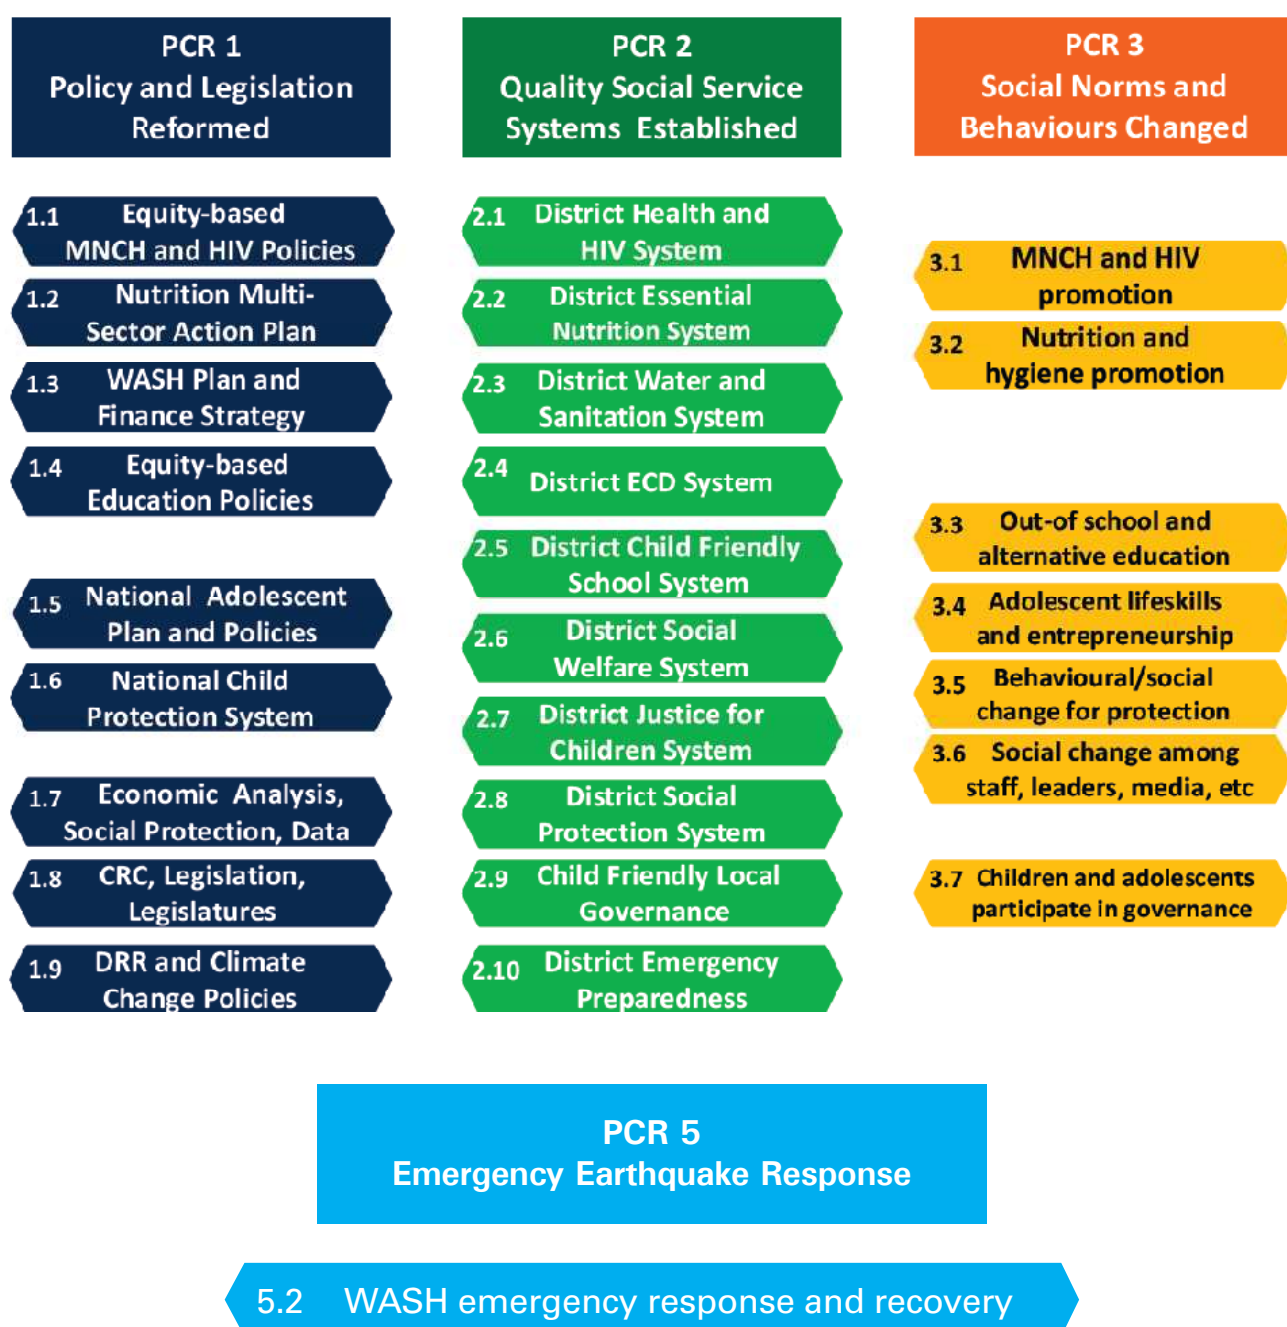 PCR 1
Policy and Legislation
Reformed
1.1 Equity-based
MNCH and HIV Policies
1.2 Nutrition Multi-
Sector Action Plan
1.3 WASH Plan and
Finance Strategy
1.4 Equity-based
Education Policies
1.5 National Adolescent
Plan and Policies
1.6 National Child
Protection System
1.7 Economic Analysis,
Social Protection, Data
1.8 CRC, Legislation,
Legislatures
1.9 DRR and Climate
Change Policies
PCR 2
Quality Social Service
Systems Established
2.1 District Health and
HIV System
2.2 District Essential
Nutrition System
2.3 District Water and
Sanitation System
2.4 District ECD System
2.5 District Child Friendly
School System
2.6 District Social
Welfare System
2.7 District Justice for
Children System
2.8 District Social
Protection System
2.9 Child Friendly Local
Governance
2.10 District Emergency
Preparedness
PCR 3
Social Norms and
Behaviours Changed
3.1 MNCH and HIV
promotion
3.2 Nutrition and
hygiene promotion
3.3 Out-of school and
alternative education
3.4 Adolescent lifeskills
and entrepreneurship
3.5 Behavioural/social
change for protection
3.6 Social change among
staff, leaders, media, etc
3.7 Children and adolescents
participate in governance
PCR 5
Emergency Earthquake Response
5.2 WASH emergency response and recovery